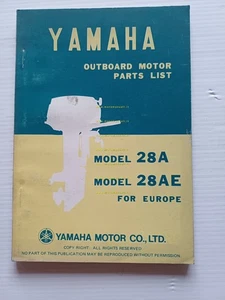 YAMAHA
OUTBOARD MOTOR
PARTS LIST
MODEL 28A
MODEL 28AE
FOR EUROPE
YAMAHA MOTOR CO., LTD.
COPY RIGHT. ALL RIGHTS RESERVED
NO PART OF THIS PUBLICATION MAY BE REPRODUCED WITHOUT PERMISSION.